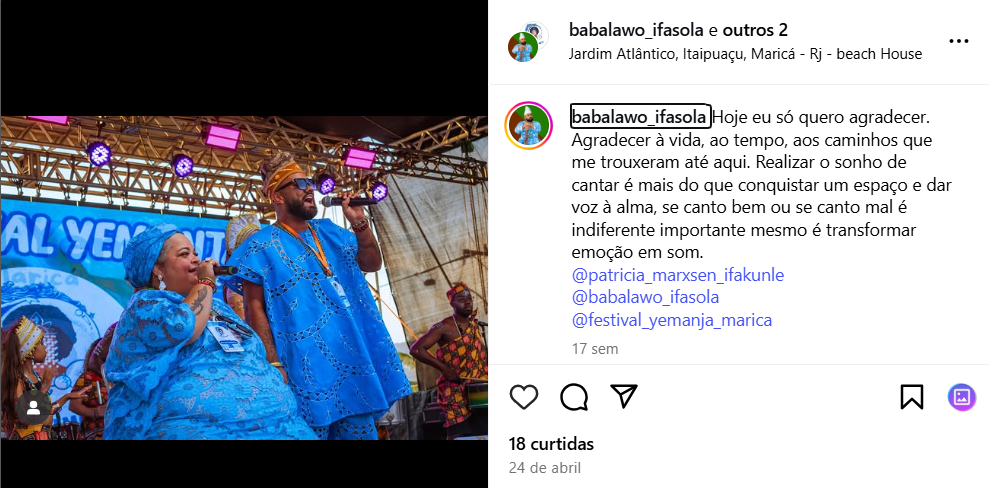 babalawo_ifasola e outros 2
Jardim Atlântico, Itaipuaçu, Maricá - Rj - beach House
babalawo_ifasola Hoje eu só quero agradecer.
Agradecer à vida, ao tempo, aos caminhos que
me trouxeram até aqui. Realizar o sonho de
cantar é mais do que conquistar um espaço e dar
voz à alma, se canto bem ou se canto mal é
indiferente importante mesmo é transformar
emoção em som.
@patricia_marxsen_ifakunle
@babalawo_ifasola
@festival_yemanja_marica
17 sem
18 curtidas
24 de abril
AL YEM
Maricá